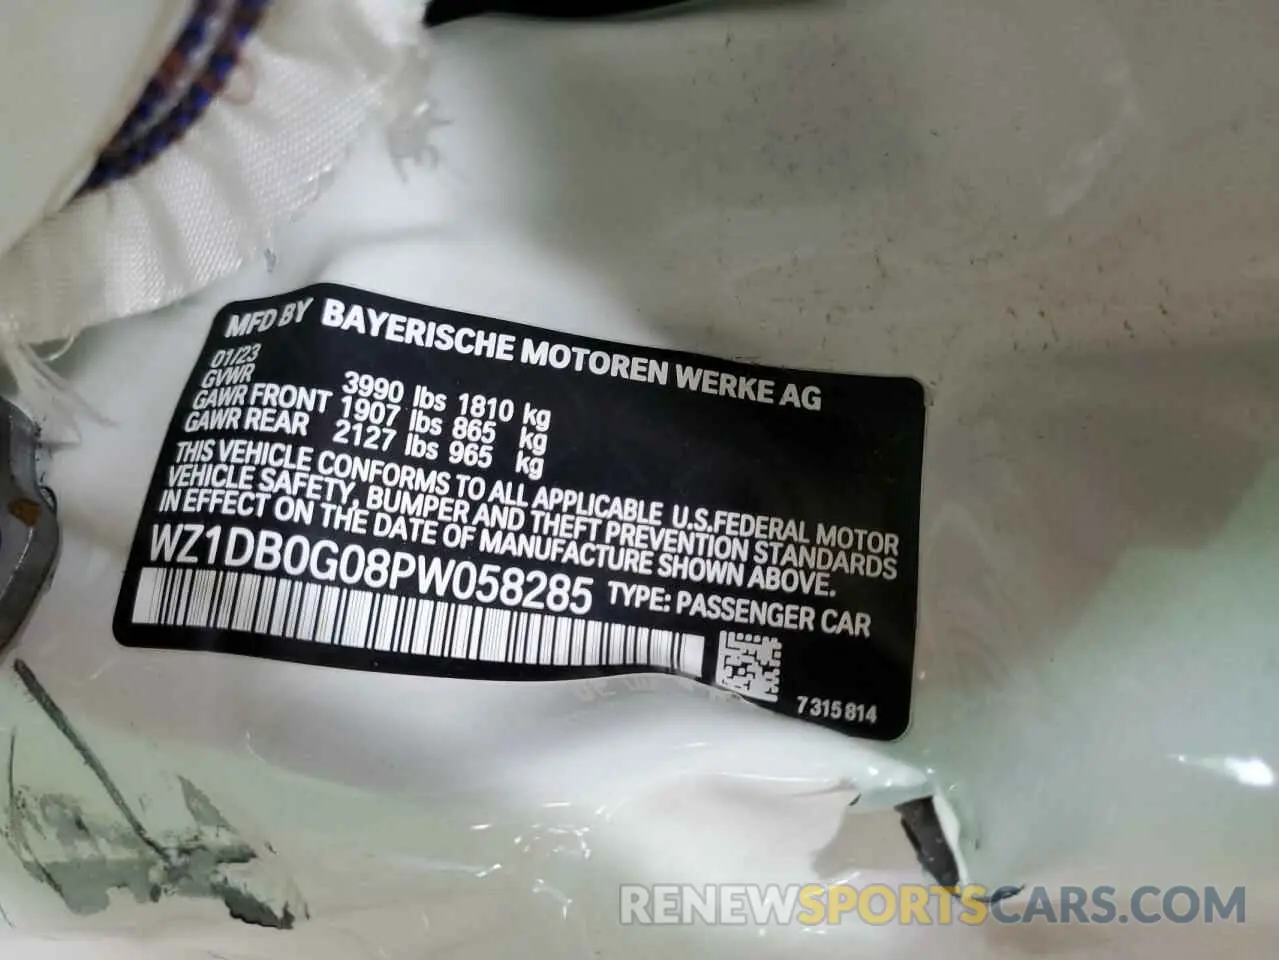 MFD BY BAYERISCHE MOTOREN WERKE AG
01/23
GVWR 3990 lbs 1810 kg
GAWR FRONT 1907 lbs 865 kg
GAWR REAR 2127 lbs 965 kg
THIS VEHICLE CONFORMS TO ALL APPLICABLE U.S.FEDERAL MOTOR
VEHICLE SAFETY, BUMPER AND THEFT PREVENTION STANDARDS
IN EFFECT ON THE DATE OF MANUFACTURE SHOWN ABOVE.
WZ1DB0G08PW058285 TYPE: PASSENGER CAR
7315814
RENEWSPORTSCARS.COM